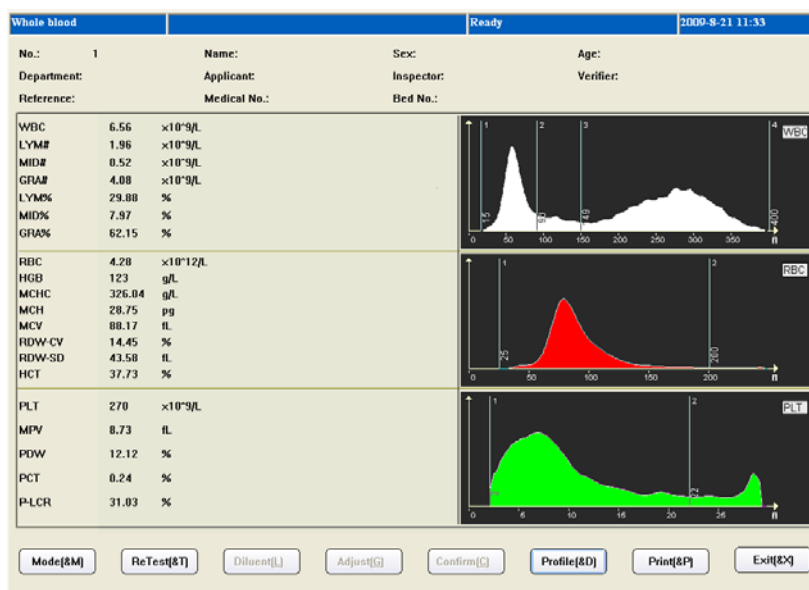 Whole blood Ready 2009-8-21 11:33
No.: 1 Name: Sex: Age:
Department: Applicant: Inspector: Verifier:
Reference: Medical No.: Bed No.:
WBC 6.56 ×10^9/L
LYM# 1.96 ×10^9/L
MID# 0.52 ×10^9/L
GRA# 4.08 ×10^9/L
LYM% 29.88 %
MID% 7.97 %
GRA% 62.15 %
1 2 3 4 WBC
15 90 149 400
0 50 100 150 200 250 300 350 fl
RBC 4.28 ×10^12/L
HGB 123 g/L
MCHC 326.04 g/L
MCH 28.75 pg
MCV 88.17 fL
RDW-CV 14.45 %
RDW-SD 43.58 fL
HCT 37.73 %
1 2 RBC
25 200
0 50 100 150 200 fl
PLT 270 ×10^9/L
MPV 8.73 fL
PDW 12.12 %
PCT 0.24 %
P-LCR 31.03 %
1 2 PLT
2 22
0 5 10 15 20 25 fl
Mode(&M) ReTest(&T) Diluent(L) Adjust(G) Confirm(C) Profile(&D) Print(&P) Exit(&X)